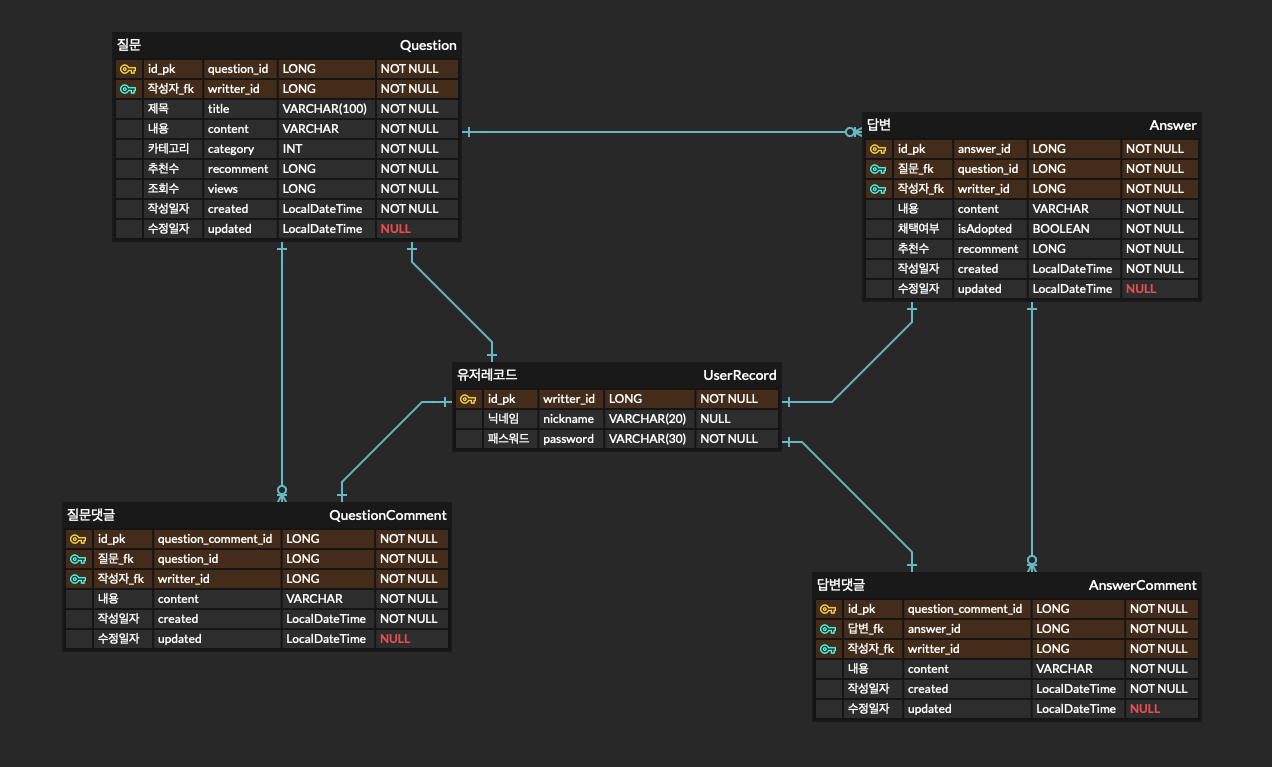 질문 Question
id_pk question_id LONG NOT NULL
작성자_fk writter_id LONG NOT NULL
제목 title VARCHAR(100) NOT NULL
내용 content VARCHAR NOT NULL
카테고리 category INT NOT NULL
추천수 recomment LONG NOT NULL
조회수 views LONG NOT NULL
작성일자 created LocalDateTime NOT NULL
수정일자 updated LocalDateTime NULL
답변 Answer
id_pk answer_id LONG NOT NULL
질문_fk question_id LONG NOT NULL
작성자_fk writter_id LONG NOT NULL
내용 content VARCHAR NOT NULL
채택여부 isAdopted BOOLEAN NOT NULL
추천수 recomment LONG NOT NULL
작성일자 created LocalDateTime NOT NULL
수정일자 updated LocalDateTime NULL
유저레코드 UserRecord
id_pk writter_id LONG NOT NULL
닉네임 nickname VARCHAR(20) NULL
패스워드 password VARCHAR(30) NOT NULL
질문댓글 QuestionComment
id_pk question_comment_id LONG NOT NULL
질문_fk question_id LONG NOT NULL
작성자_fk writter_id LONG NOT NULL
내용 content VARCHAR NOT NULL
작성일자 created LocalDateTime NOT NULL
수정일자 updated LocalDateTime NULL
답변댓글 AnswerComment
id_pk question_comment_id LONG NOT NULL
답변_fk answer_id LONG NOT NULL
작성자_fk writter_id LONG NOT NULL
내용 content VARCHAR NOT NULL
작성일자 created LocalDateTime NOT NULL
수정일자 updated LocalDateTime NULL